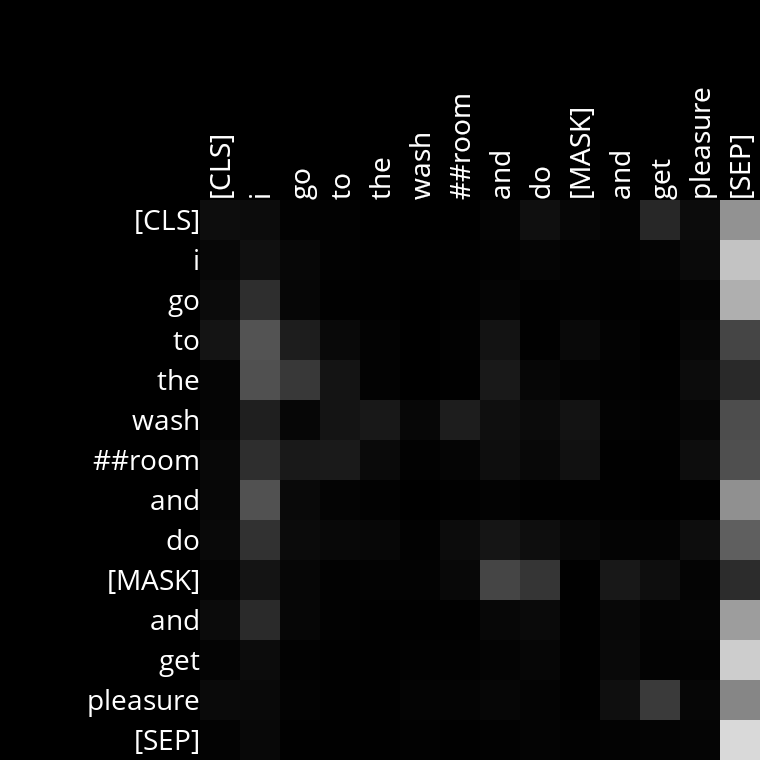 [CLS] i go to the wash ##room and do [MASK] and get pleasure [SEP]
[CLS]
i
go
to
the
wash
##room
and
do
[MASK]
and
get
pleasure
[SEP]